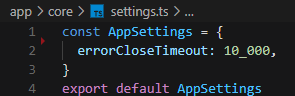 app > core > TS settings.ts > ...
1 const AppSettings = {
2   errorCloseTimeout: 10_000,
3 }
4 export default AppSettings